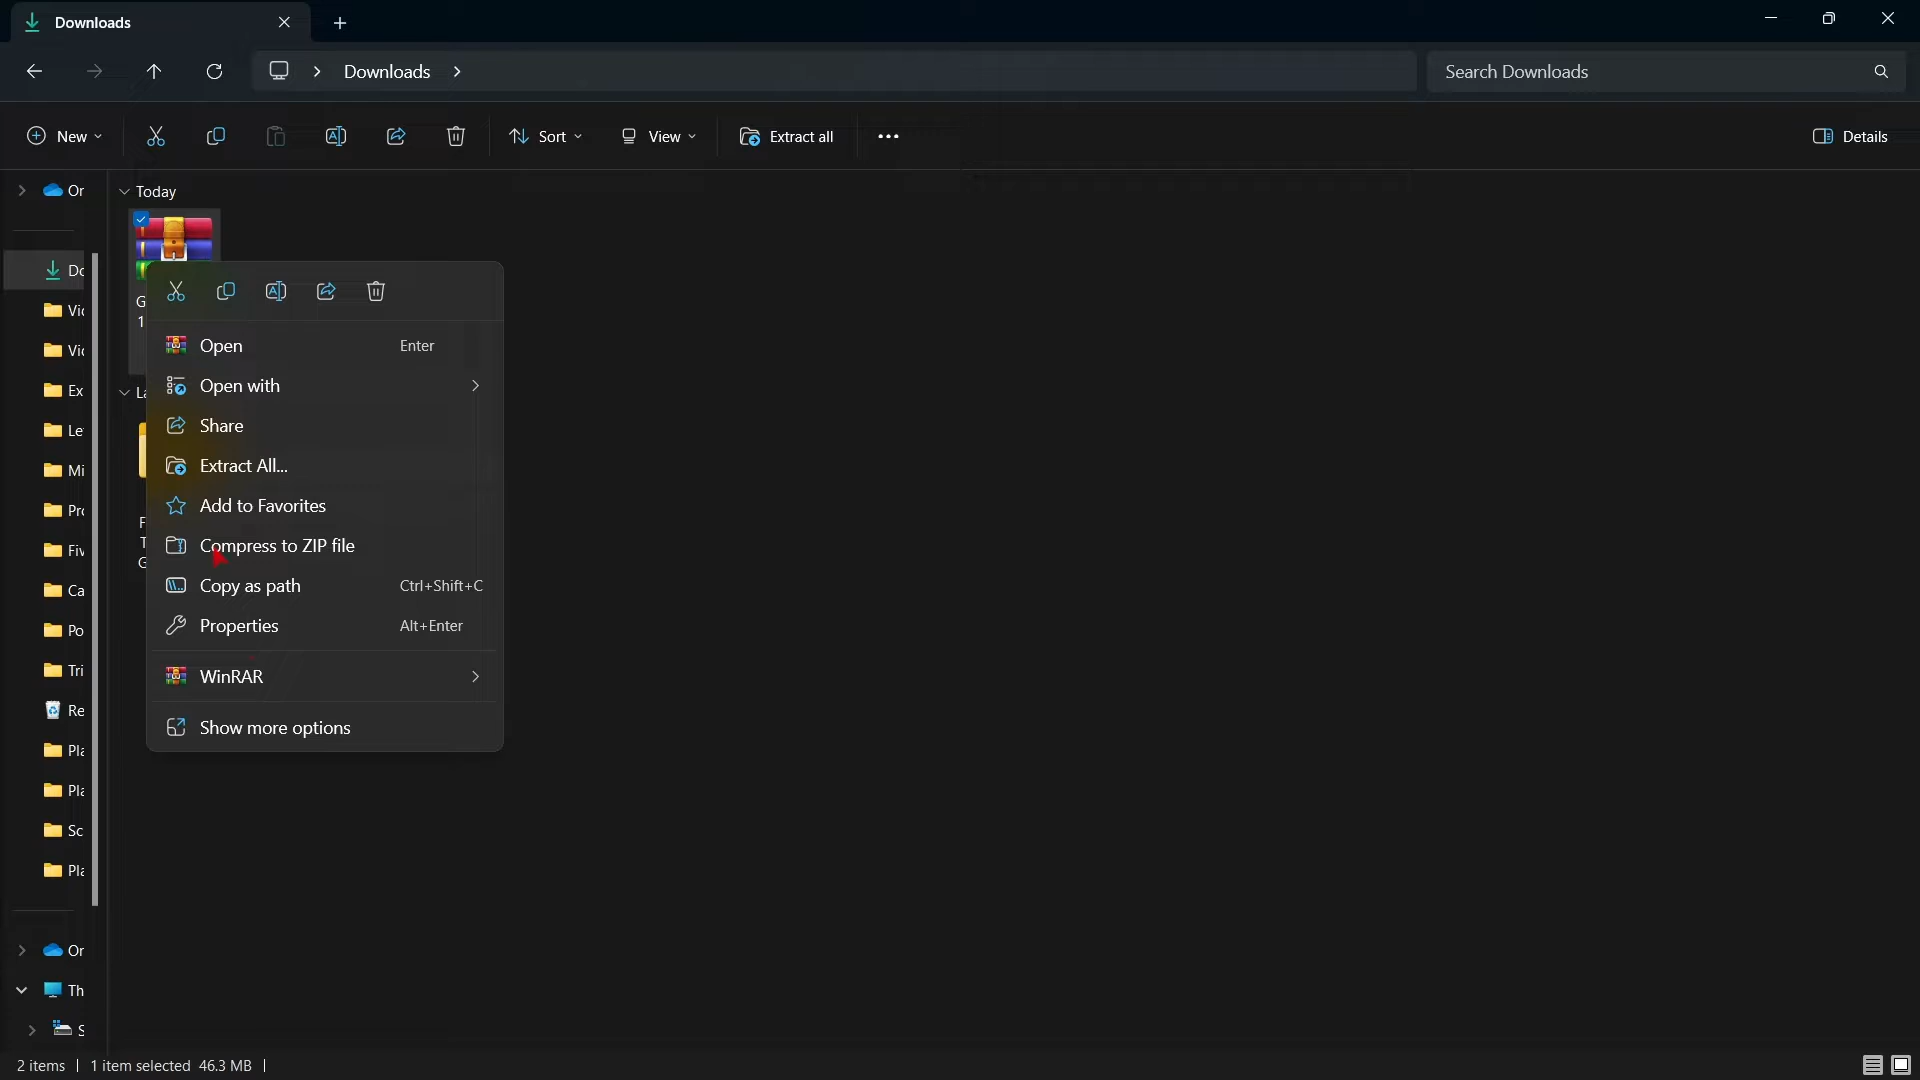 Downloads
Downloads
Search Downloads
New
Sort
View
Extract all
Details
Today
Open Enter
Open with
Share
Extract All...
Add to Favorites
Compress to ZIP file
Copy as path Ctrl+Shift+C
Properties Alt+Enter
WinRAR
Show more options
2 items 1 item selected 46.3 MB